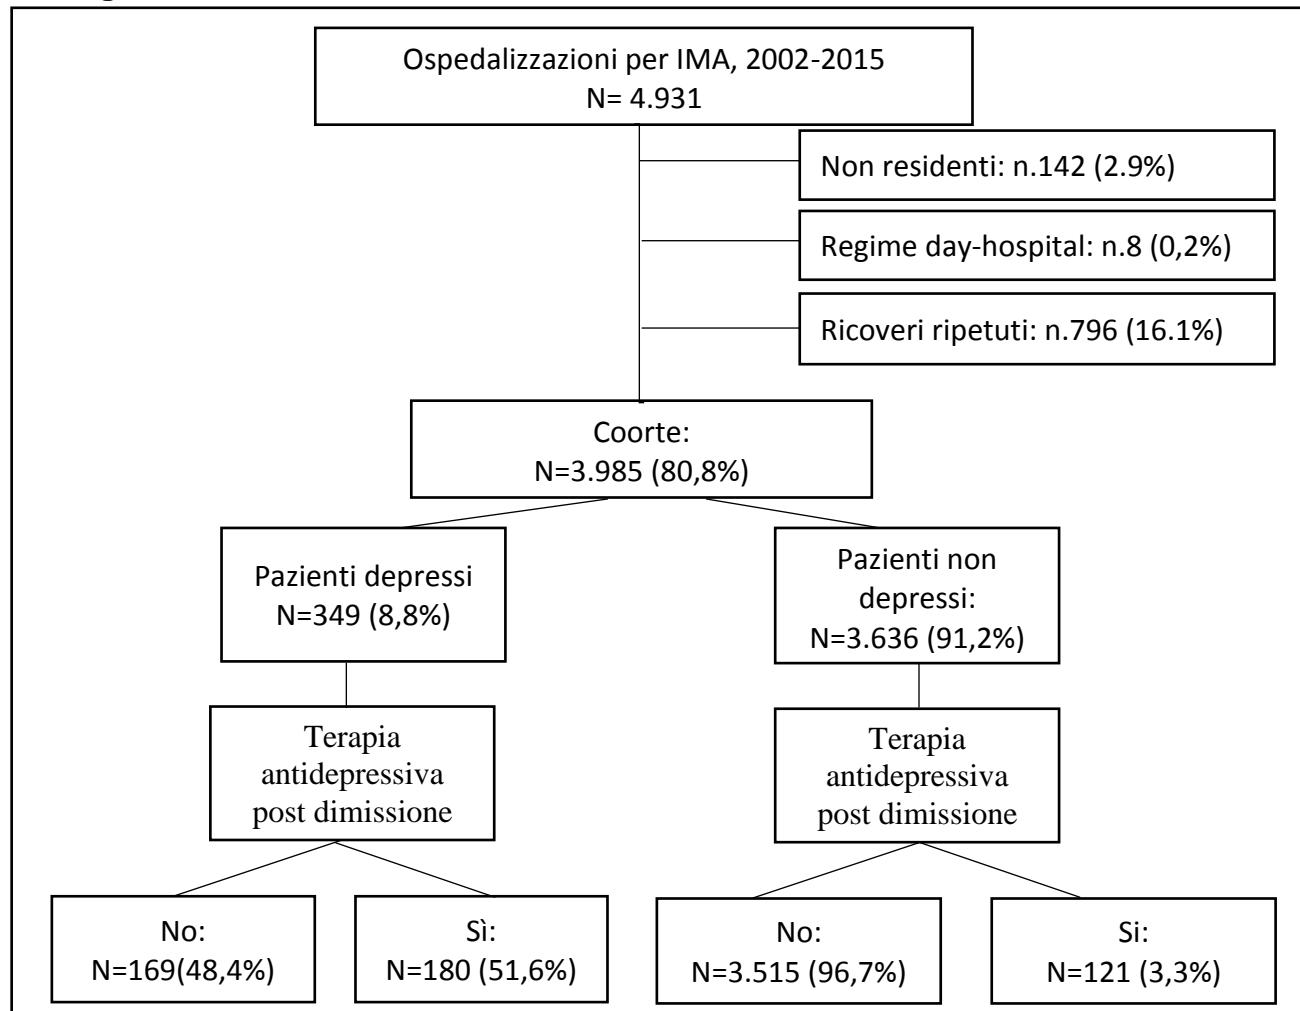 Ospedalizzazioni per IMA, 2002-2015
N= 4.931
Non residenti: n.142 (2.9%)
Regime day-hospital: n.8 (0,2%)
Ricoveri ripetuti: n.796 (16.1%)
Coorte:
N=3.985 (80,8%)
Pazienti depressi
N=349 (8,8%)
Pazienti non
depressi:
N=3.636 (91,2%)
Terapia
antidepressiva
post dimissione
Terapia
antidepressiva
post dimissione
No:
N=169(48,4%)
Sì:
N=180 (51,6%)
No:
N=3.515 (96,7%)
Si:
N=121 (3,3%)